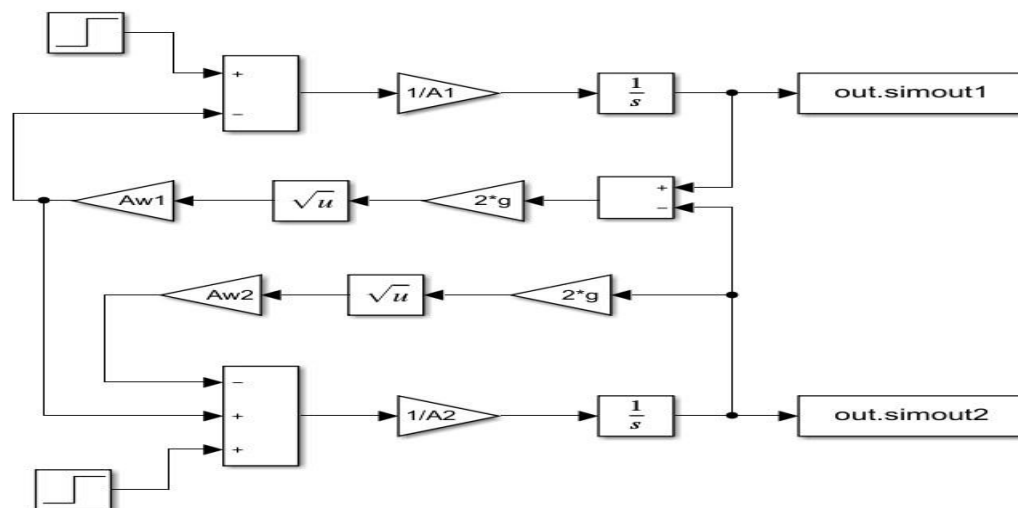 +
−
1/A1
1
s
out.simout1
Aw1
√u
2*g
+
−
Aw2
√u
2*g
−
+
+
1/A2
1
s
out.simout2